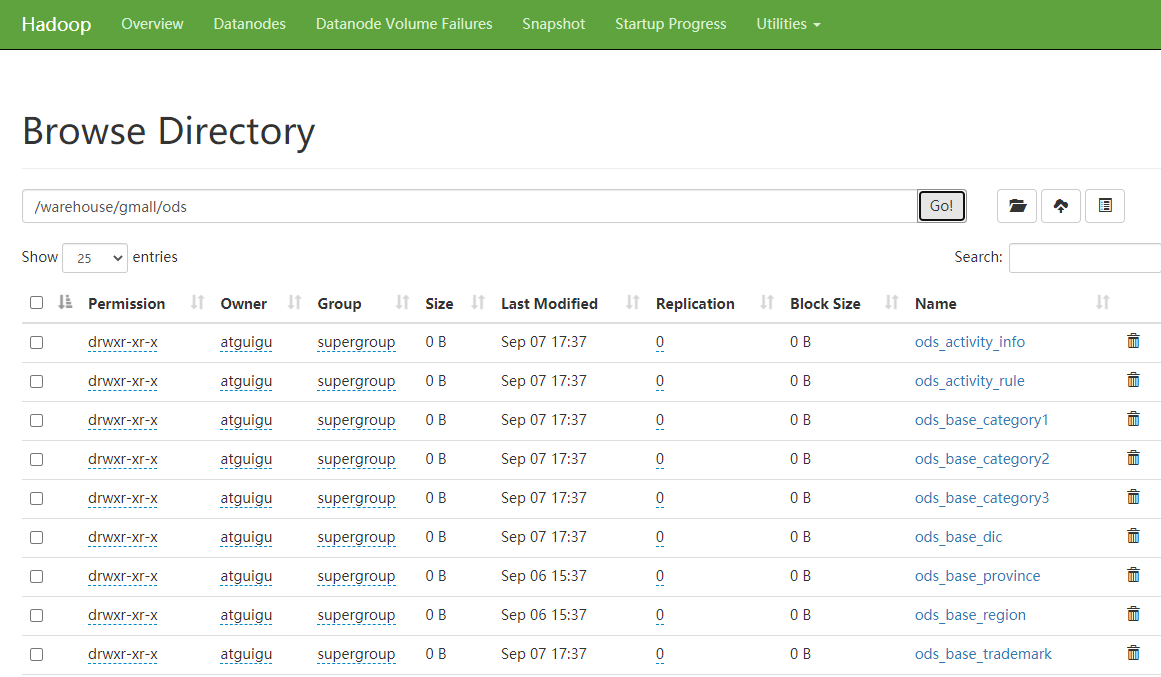 Hadoop Overview Datanodes Datanode Volume Failures Snapshot Startup Progress Utilities
Browse Directory
/warehouse/gmall/ods Go!
Show 25 entries Search:
Permission Owner Group Size Last Modified Replication Block Size Name
drwxr-xr-x atguigu supergroup 0 B Sep 07 17:37 0 0 B ods_activity_info
drwxr-xr-x atguigu supergroup 0 B Sep 07 17:37 0 0 B ods_activity_rule
drwxr-xr-x atguigu supergroup 0 B Sep 07 17:37 0 0 B ods_base_category1
drwxr-xr-x atguigu supergroup 0 B Sep 07 17:37 0 0 B ods_base_category2
drwxr-xr-x atguigu supergroup 0 B Sep 07 17:37 0 0 B ods_base_category3
drwxr-xr-x atguigu supergroup 0 B Sep 07 17:37 0 0 B ods_base_dic
drwxr-xr-x atguigu supergroup 0 B Sep 06 15:37 0 0 B ods_base_province
drwxr-xr-x atguigu supergroup 0 B Sep 06 15:37 0 0 B ods_base_region
drwxr-xr-x atguigu supergroup 0 B Sep 07 17:37 0 0 B ods_base_trademark